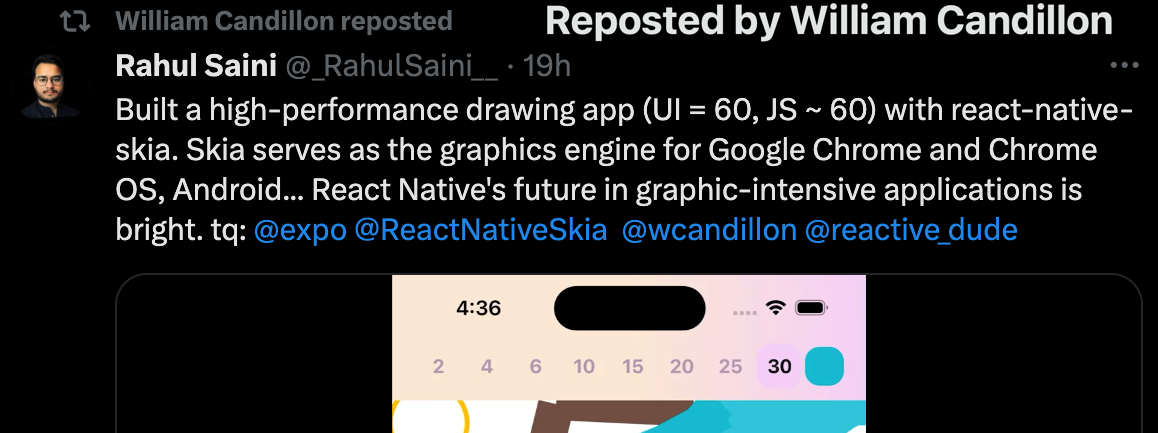 William Candillon reposted
Reposted by William Candillon
Rahul Saini @_RahulSaini__ · 19h
Built a high-performance drawing app (UI = 60, JS ~ 60) with react-native-
skia. Skia serves as the graphics engine for Google Chrome and Chrome
OS, Android... React Native's future in graphic-intensive applications is
bright. tq: @expo @ReactNativeSkia @wcandillon @reactive_dude
4:36
2 4 6 10 15 20 25 30